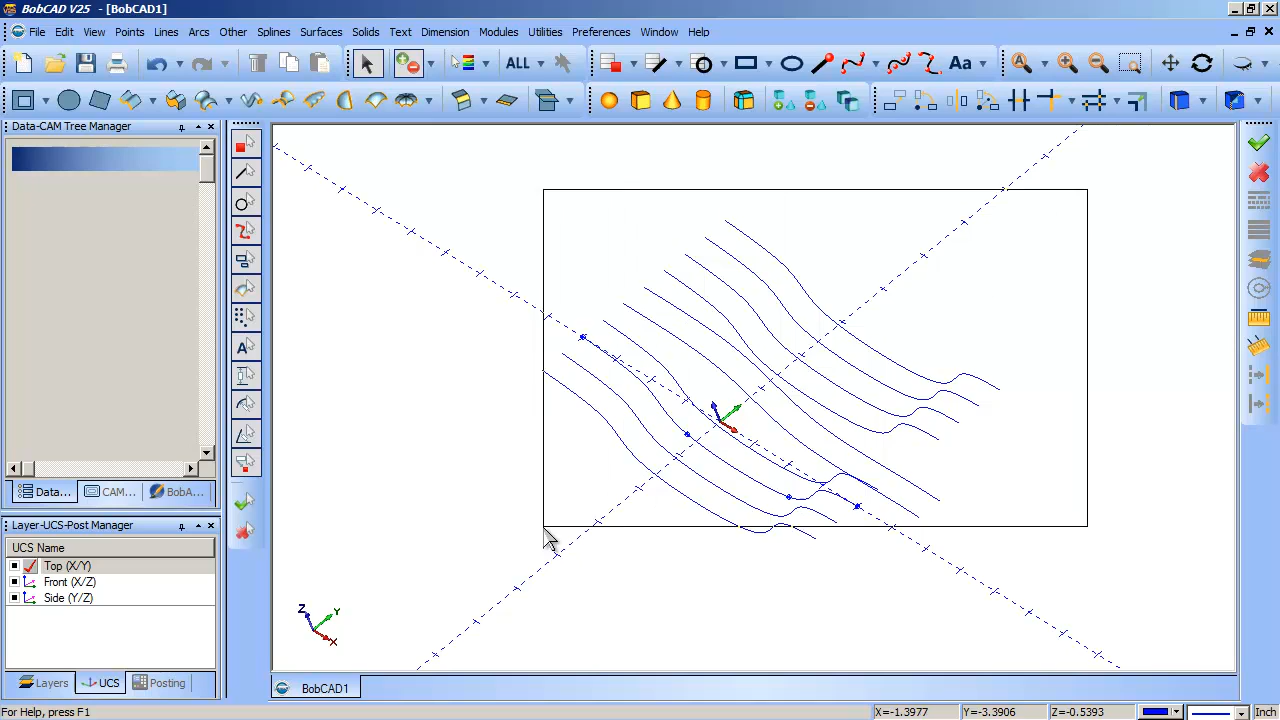 BobCAD V25 - [BobCAD1]
File Edit View Points Lines Arcs Other Splines Surfaces Solids Text Dimension Modules Utilities Preferences Window Help
ALL
Aa
Data-CAM Tree Manager
A
Data... CAM... BobA...
Layer-UCS-Post Manager
UCS Name
Top (X/Y)
Front (X/Z)
Side (Y/Z)
Z
Y
X
Layers UCS Posting
BobCAD1
For Help, press F1
X=-1.3977 Y=-3.3906 Z=-0.5393 Inch